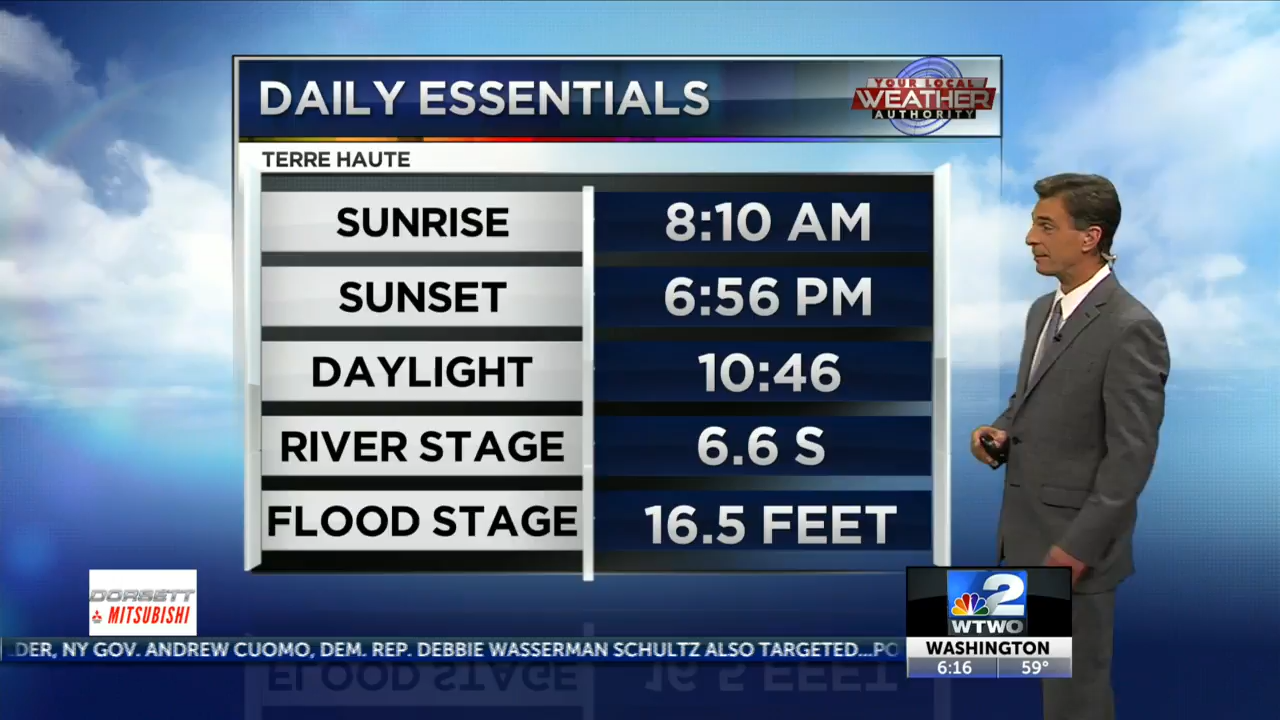 DAILY ESSENTIALS
YOUR LOCAL
WEATHER
AUTHORITY
TERRE HAUTE
SUNRISE 8:10 AM
SUNSET 6:56 PM
DAYLIGHT 10:46
RIVER STAGE 6.6 S
FLOOD STAGE 16.5 FEET
DORSETT
MITSUBISHI
2
WTWO
DER, NY GOV. ANDREW CUOMO, DEM. REP. DEBBIE WASSERMAN SCHULTZ ALSO TARGETED...PO
WASHINGTON
6:16 59°